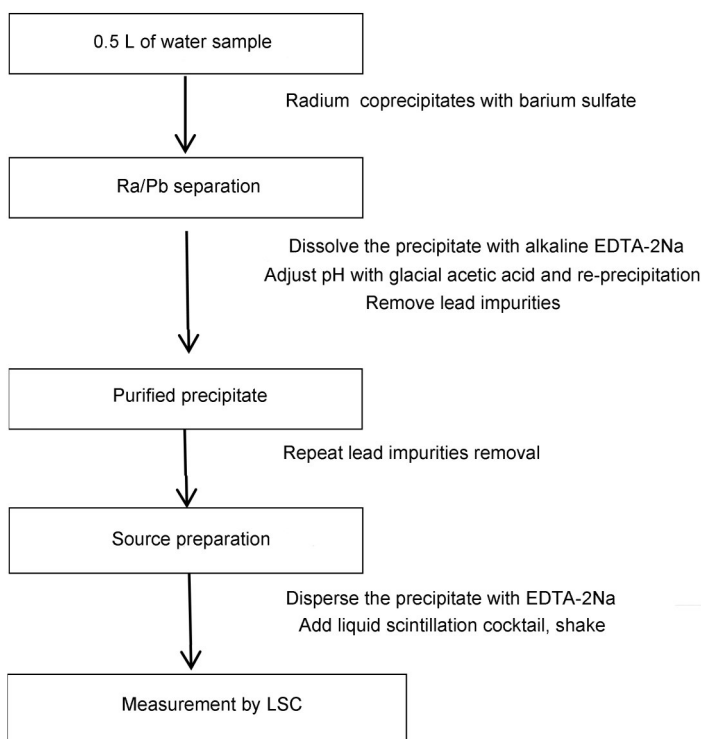 0.5 L of water sample
Radium coprecipitates with barium sulfate
Ra/Pb separation
Dissolve the precipitate with alkaline EDTA-2Na
Adjust pH with glacial acetic acid and re-precipitation
Remove lead impurities
Purified precipitate
Repeat lead impurities removal
Source preparation
Disperse the precipitate with EDTA-2Na
Add liquid scintillation cocktail, shake
Measurement by LSC